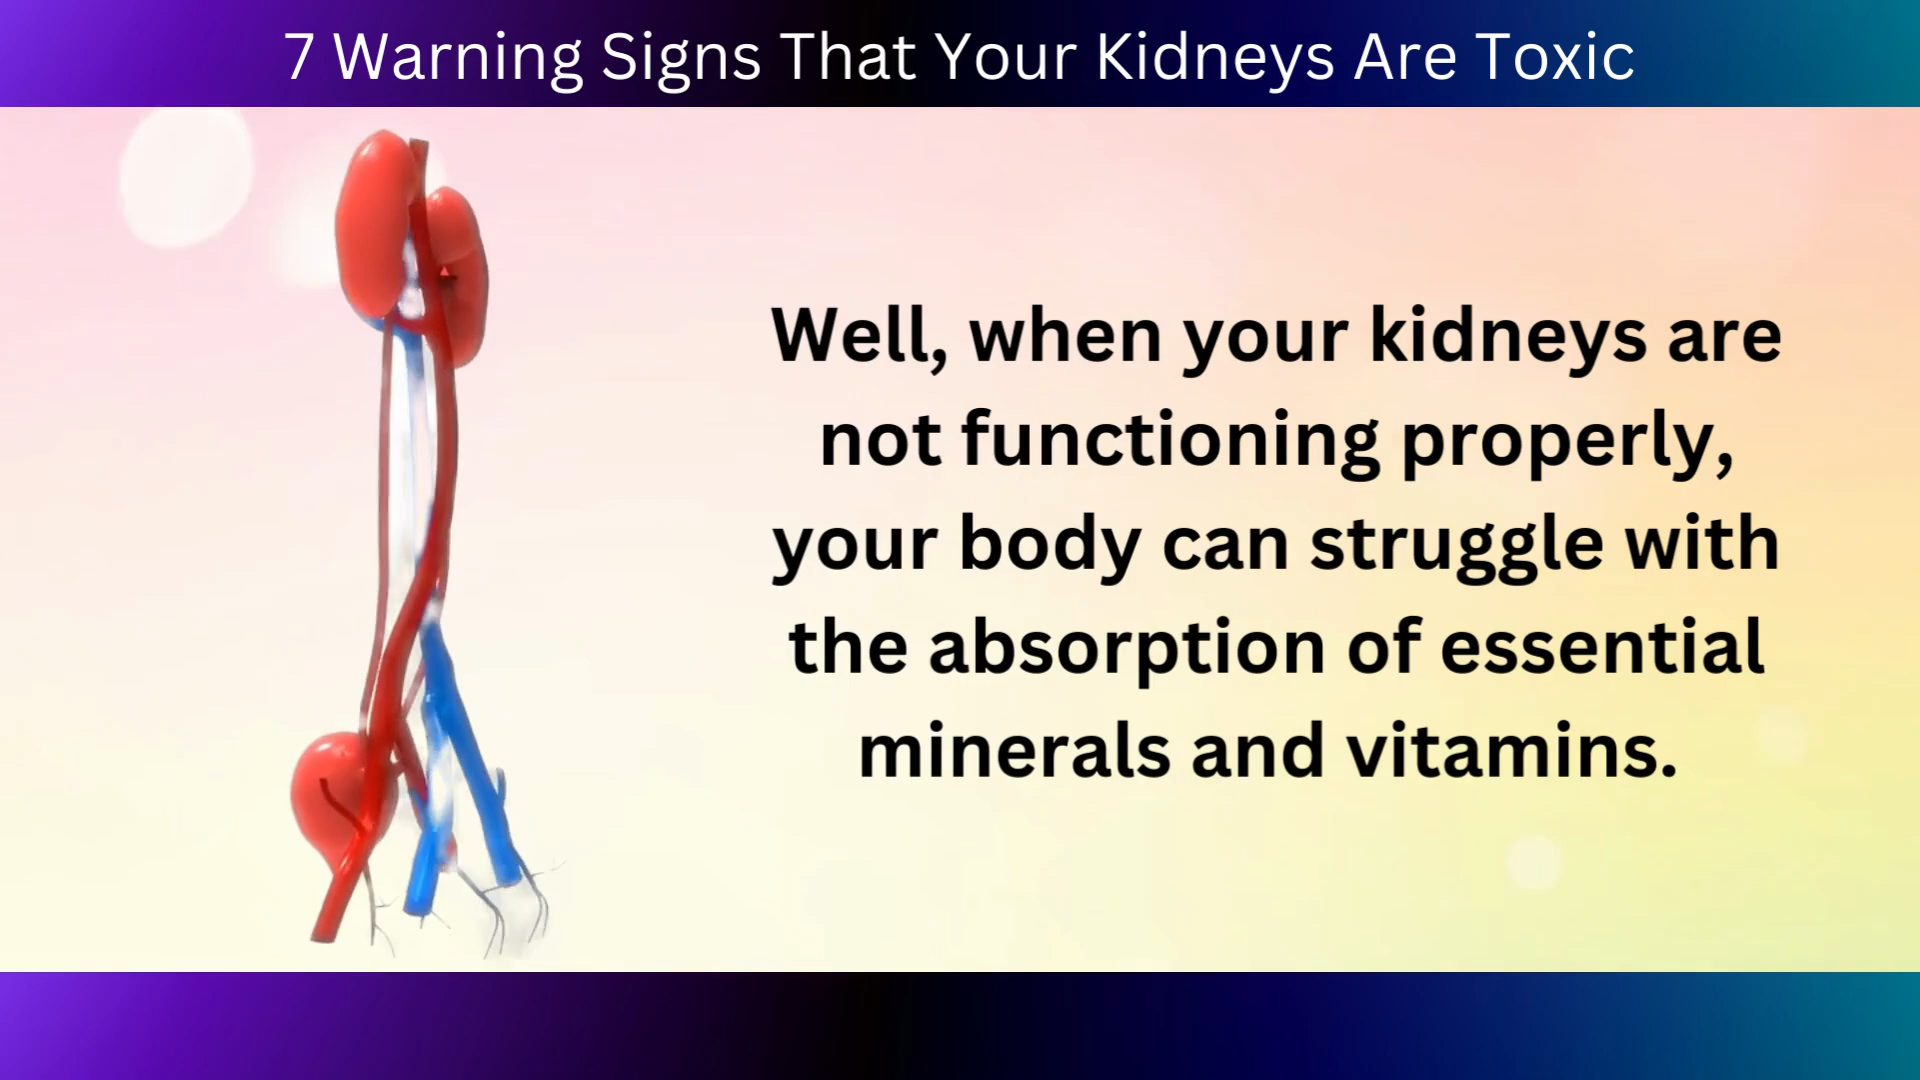 7 Warning Signs That Your Kidneys Are Toxic
Well, when your kidneys are
not functioning properly,
your body can struggle with
the absorption of essential
minerals and vitamins.